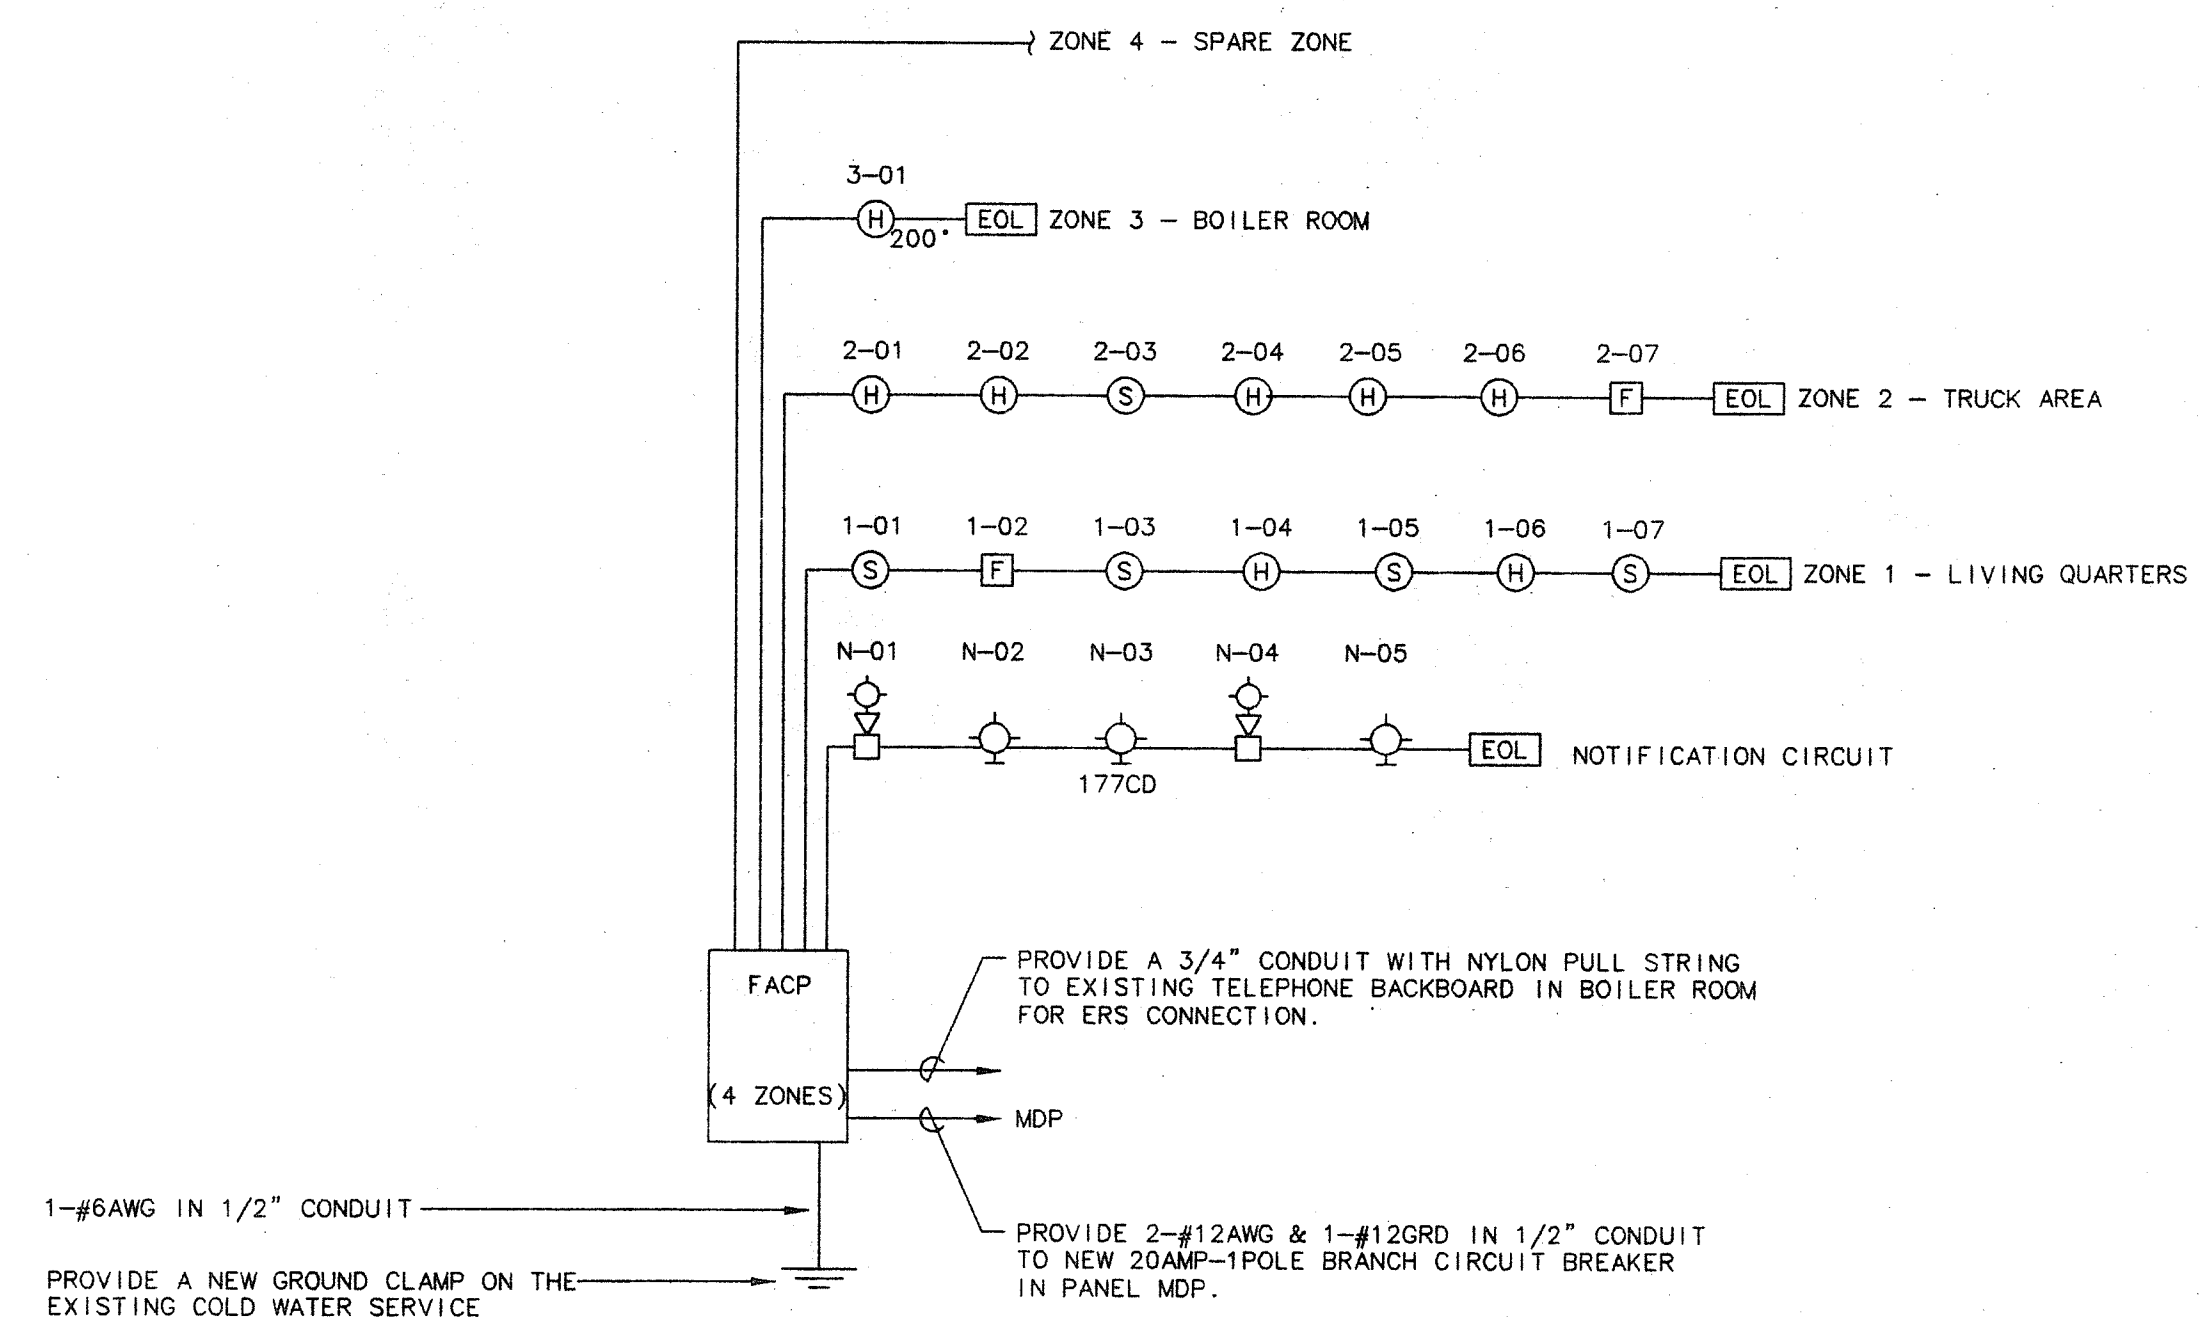 ZONE 4 - SPARE ZONE
3-01
H
200°
EOL
ZONE 3 - BOILER ROOM
2-01 2-02 2-03 2-04 2-05 2-06 2-07
H H S H H H F EOL ZONE 2 - TRUCK AREA
1-01 1-02 1-03 1-04 1-05 1-06 1-07
S F S H S H S EOL ZONE 1 - LIVING QUARTERS
N-01 N-02 N-03 N-04 N-05
EOL NOTIFICATION CIRCUIT
177CD
FACP
(4 ZONES)
PROVIDE A 3/4" CONDUIT WITH NYLON PULL STRING
TO EXISTING TELEPHONE BACKBOARD IN BOILER ROOM
FOR ERS CONNECTION.
MDP
1-#6AWG IN 1/2" CONDUIT
PROVIDE A NEW GROUND CLAMP ON THE
EXISTING COLD WATER SERVICE
PROVIDE 2-#12AWG & 1-#12GRD IN 1/2" CONDUIT
TO NEW 20AMP-1POLE BRANCH CIRCUIT BREAKER
IN PANEL MDP.